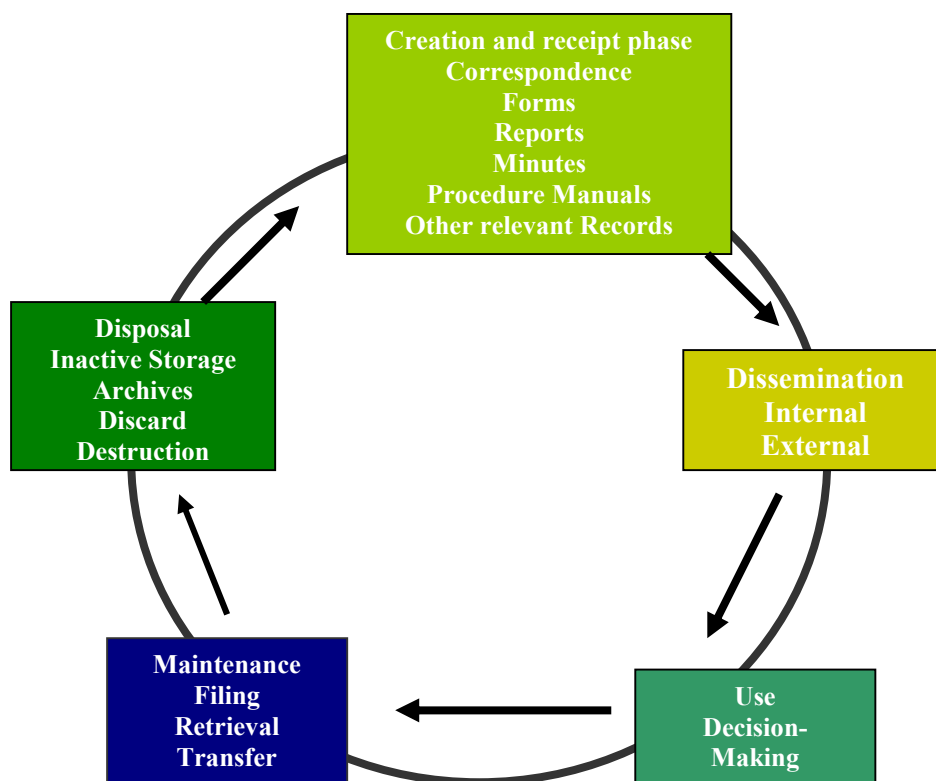 Creation and receipt phase
Correspondence
Forms
Reports
Minutes
Procedure Manuals
Other relevant Records
Dissemination
Internal
External
Use
Decision-
Making
Maintenance
Filing
Retrieval
Transfer
Disposal
Inactive Storage
Archives
Discard
Destruction